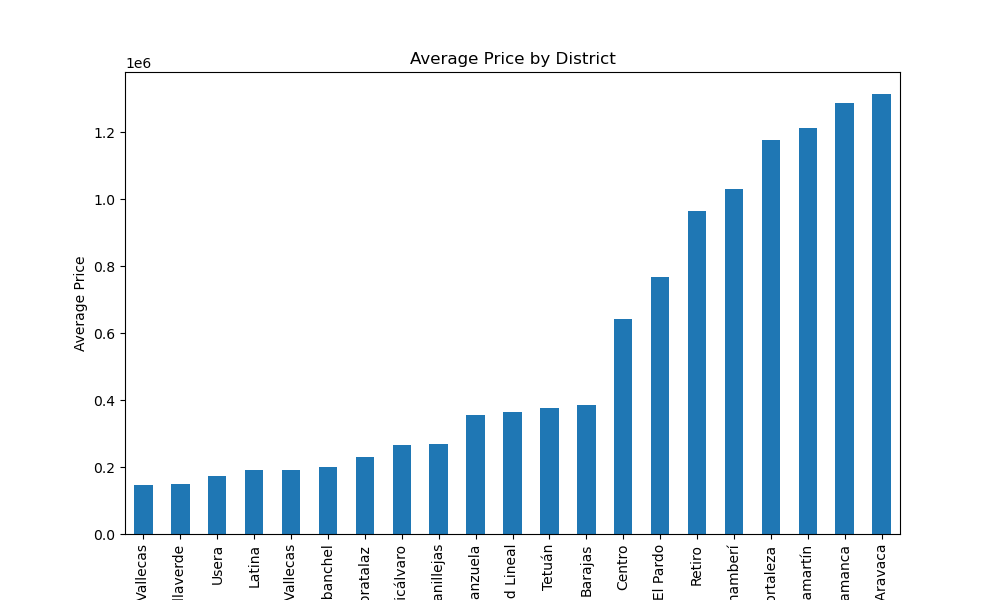 Average Price by District
1e6
Average Price
1.2
1.0
0.8
0.6
0.4
0.2
0.0
Vallecas
llaverde
Usera
Latina
Vallecas
banchel
oratalaz
icálvaro
anillejas
anzuela
d Lineal
Tetuán
Barajas
Centro
El Pardo
Retiro
hamberí
ortaleza
amartín
amanca
Aravaca